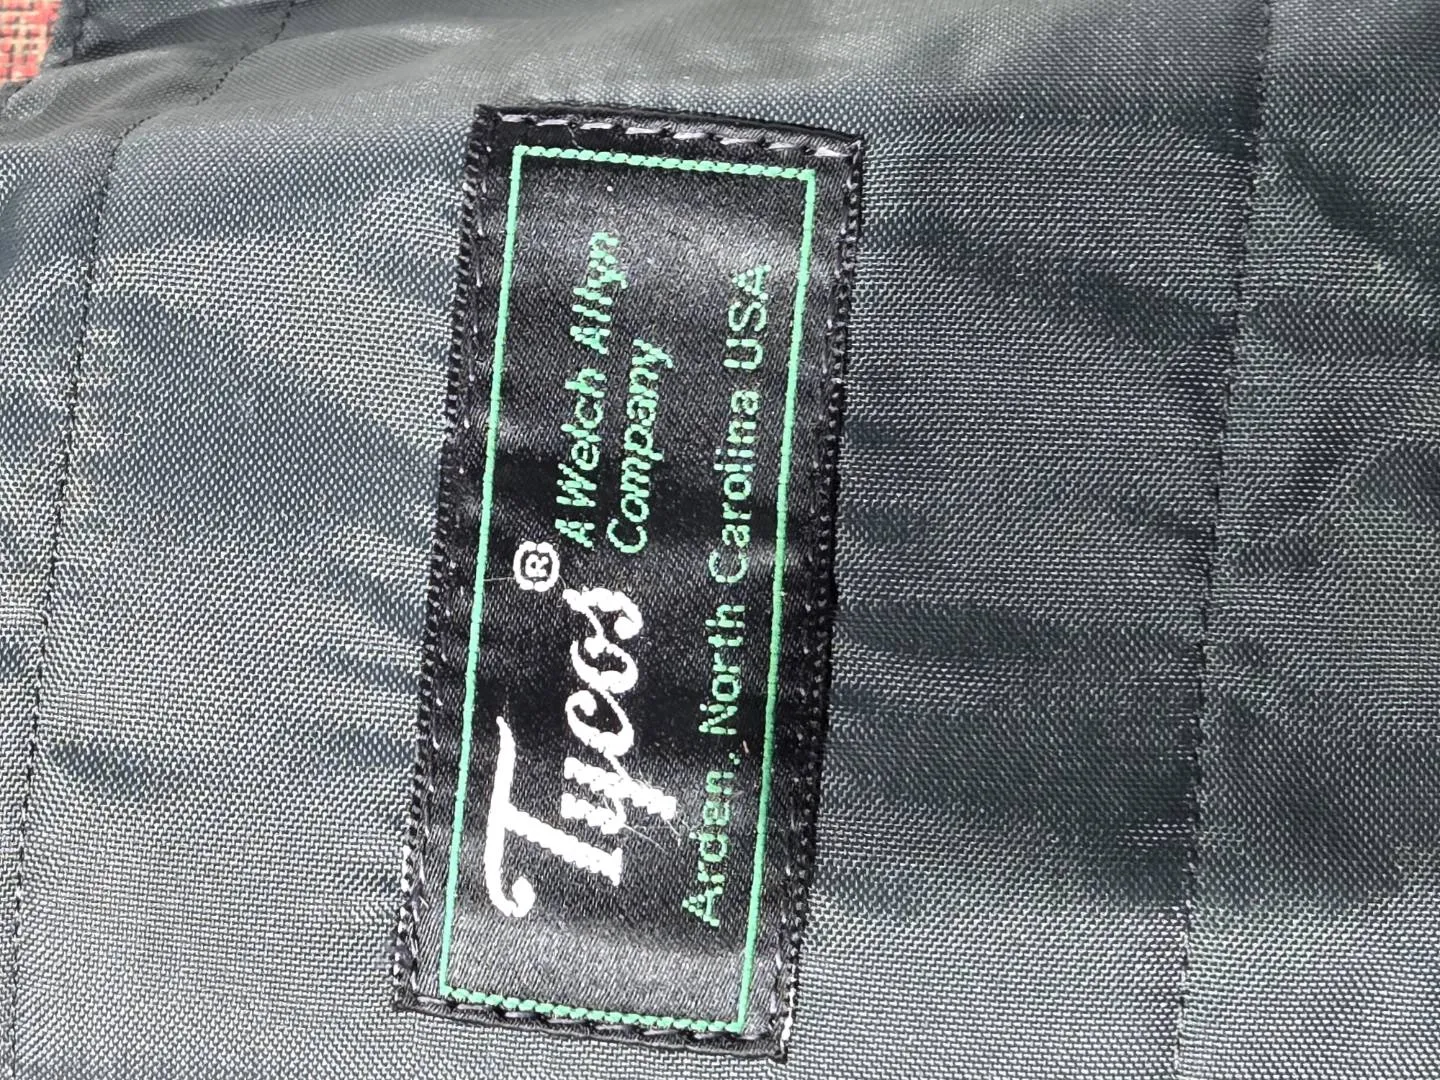 Tycos® A Welch Allyn
Company
Arden, North Carolina USA